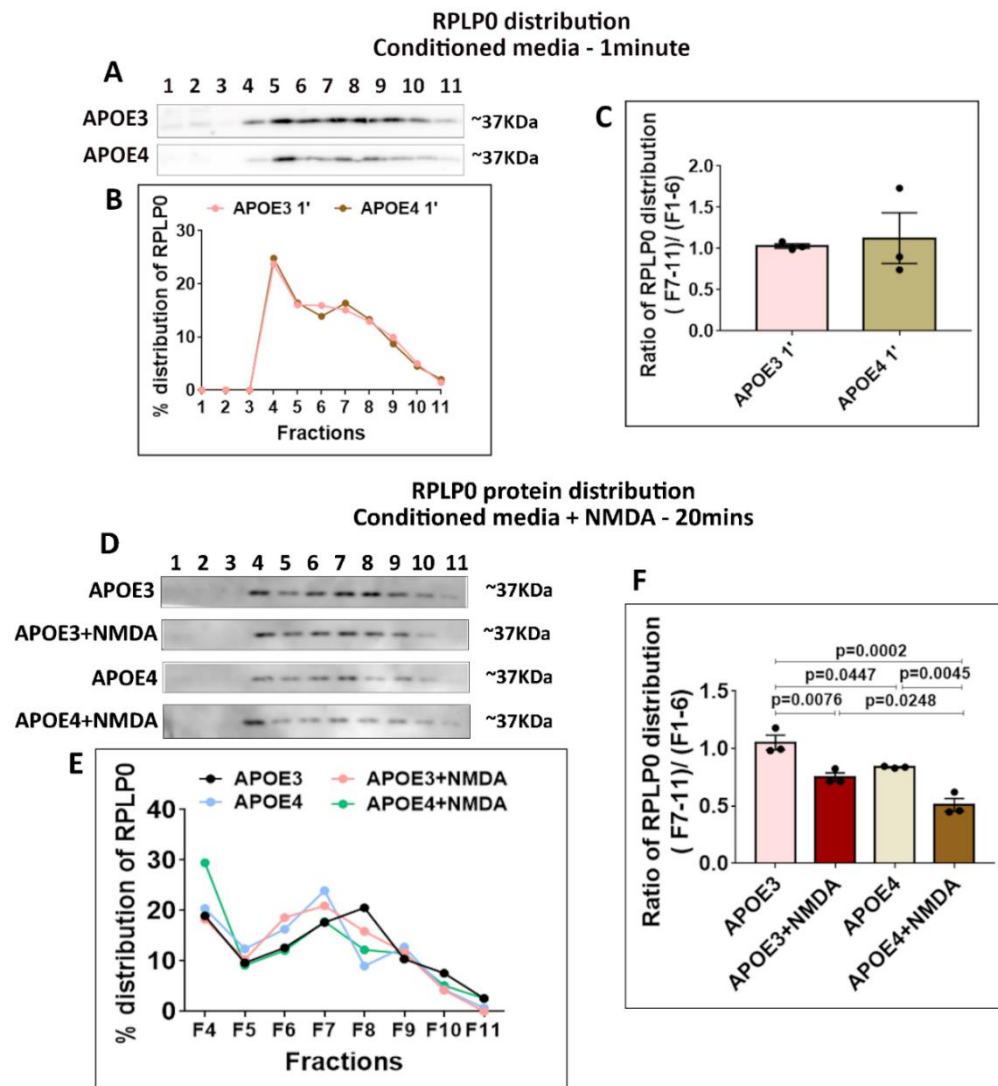 RPLP0 distribution
Conditioned media - 1minute
A
1 2 3 4 5 6 7 8 9 10 11
APOE3 ~37KDa
APOE4 ~37KDa
B
APOE3 1' APOE4 1'
% distribution of RPLP0
30
20
10
0
1 2 3 4 5 6 7 8 9 10 11
Fractions
C
Ratio of RPLP0 distribution
( F7-11)/ (F1-6)
2.0
1.5
1.0
0.5
0.0
APOE3 1' APOE4 1'
RPLP0 protein distribution
Conditioned media + NMDA - 20mins
D
1 2 3 4 5 6 7 8 9 10 11
APOE3 ~37KDa
APOE3+NMDA ~37KDa
APOE4 ~37KDa
APOE4+NMDA ~37KDa
E
APOE3 APOE3+NMDA
APOE4 APOE4+NMDA
% distribution of RPLP0
40
30
20
10
0
F4 F5 F6 F7 F8 F9 F10 F11
Fractions
F
Ratio of RPLP0 distribution
( F7-11)/ (F1-6)
p=0.0002
p=0.0447 p=0.0045
p=0.0076 p=0.0248
1.5
1.0
0.5
0.0
APOE3 APOE3+NMDA APOE4 APOE4+NMDA